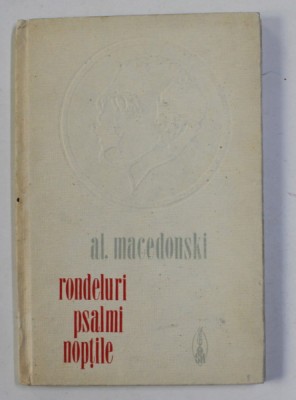 al. macedonski
rondeluri
psalmi
nopțile